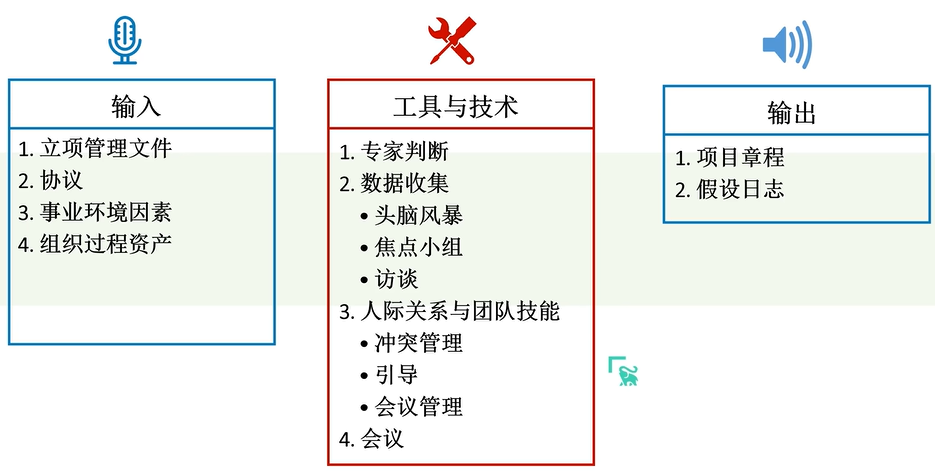 输入
1. 立项管理文件
2. 协议
3. 事业环境因素
4. 组织过程资产
工具与技术
1. 专家判断
2. 数据收集
• 头脑风暴
• 焦点小组
• 访谈
3. 人际关系与团队技能
• 冲突管理
• 引导
• 会议管理
4. 会议
输出
1. 项目章程
2. 假设日志